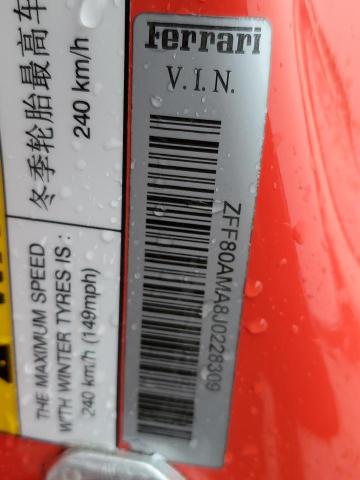 Ferrari
V.I.N.
ZFF80AMA8J0228309
冬季轮胎最高车
240 km/h
THE MAXIMUM SPEED
WITH WINTER TYRES IS :
240 km/h (149mph)